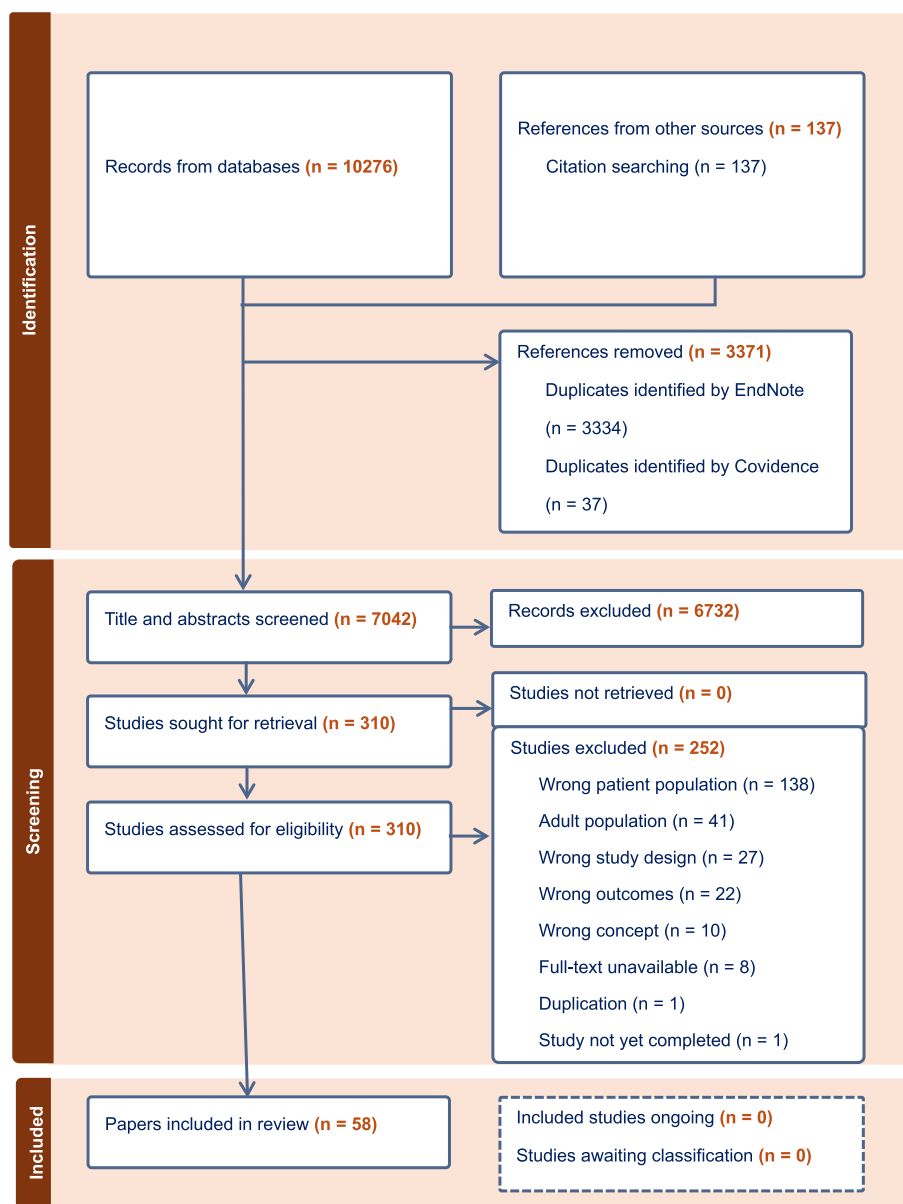 Identification
Records from databases (n = 10276)
References from other sources (n = 137)
Citation searching (n = 137)
References removed (n = 3371)
Duplicates identified by EndNote
(n = 3334)
Duplicates identified by Covidence
(n = 37)
Screening
Title and abstracts screened (n = 7042)
Records excluded (n = 6732)
Studies sought for retrieval (n = 310)
Studies not retrieved (n = 0)
Studies assessed for eligibility (n = 310)
Studies excluded (n = 252)
Wrong patient population (n = 138)
Adult population (n = 41)
Wrong study design (n = 27)
Wrong outcomes (n = 22)
Wrong concept (n = 10)
Full-text unavailable (n = 8)
Duplication (n = 1)
Study not yet completed (n = 1)
Included
Papers included in review (n = 58)
Included studies ongoing (n = 0)
Studies awaiting classification (n = 0)